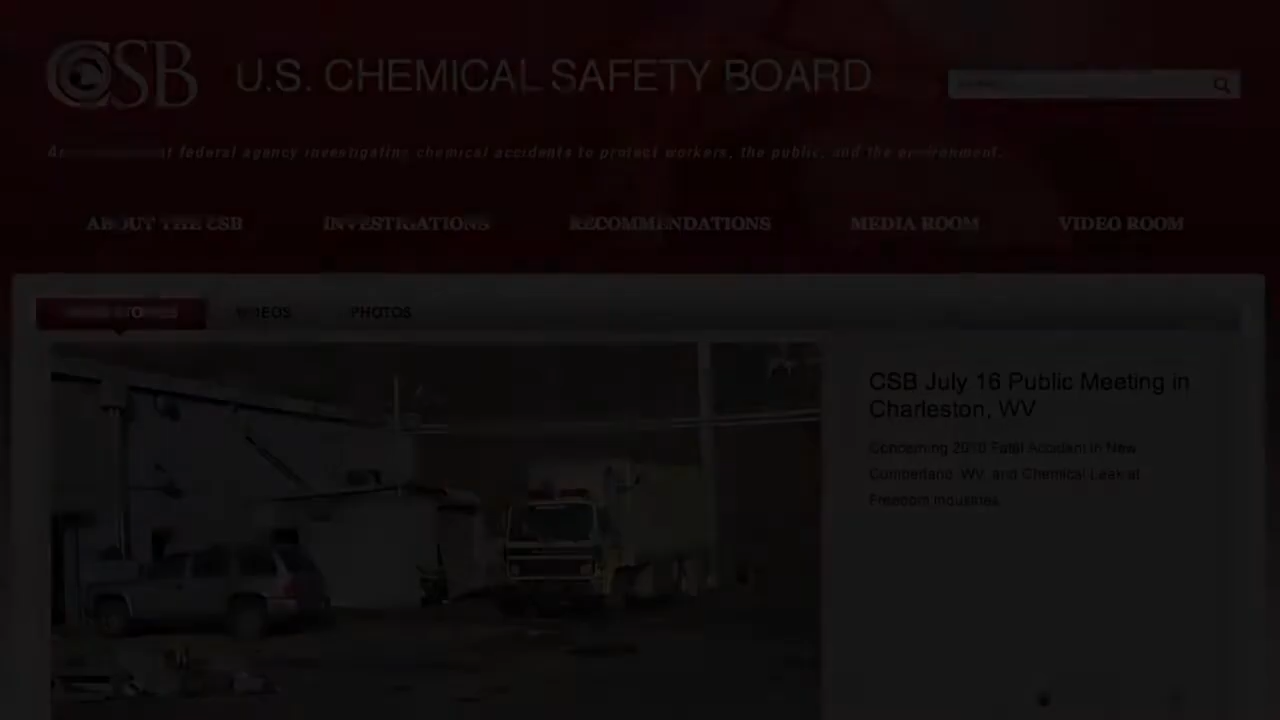 CSB U.S. CHEMICAL SAFETY BOARD
federal agency investigating chemical accidents to protect workers, the public, and the environment.
ABOUT THE CSB INVESTIGATIONS RECOMMENDATIONS MEDIA ROOM VIDEO ROOM
VIDEOS PHOTOS
CSB July 16 Public Meeting in
Charleston, WV
Concerning 2010 Fatal Accident in New
Cumberland, WV, and Chemical Leak at
Freedom Industries